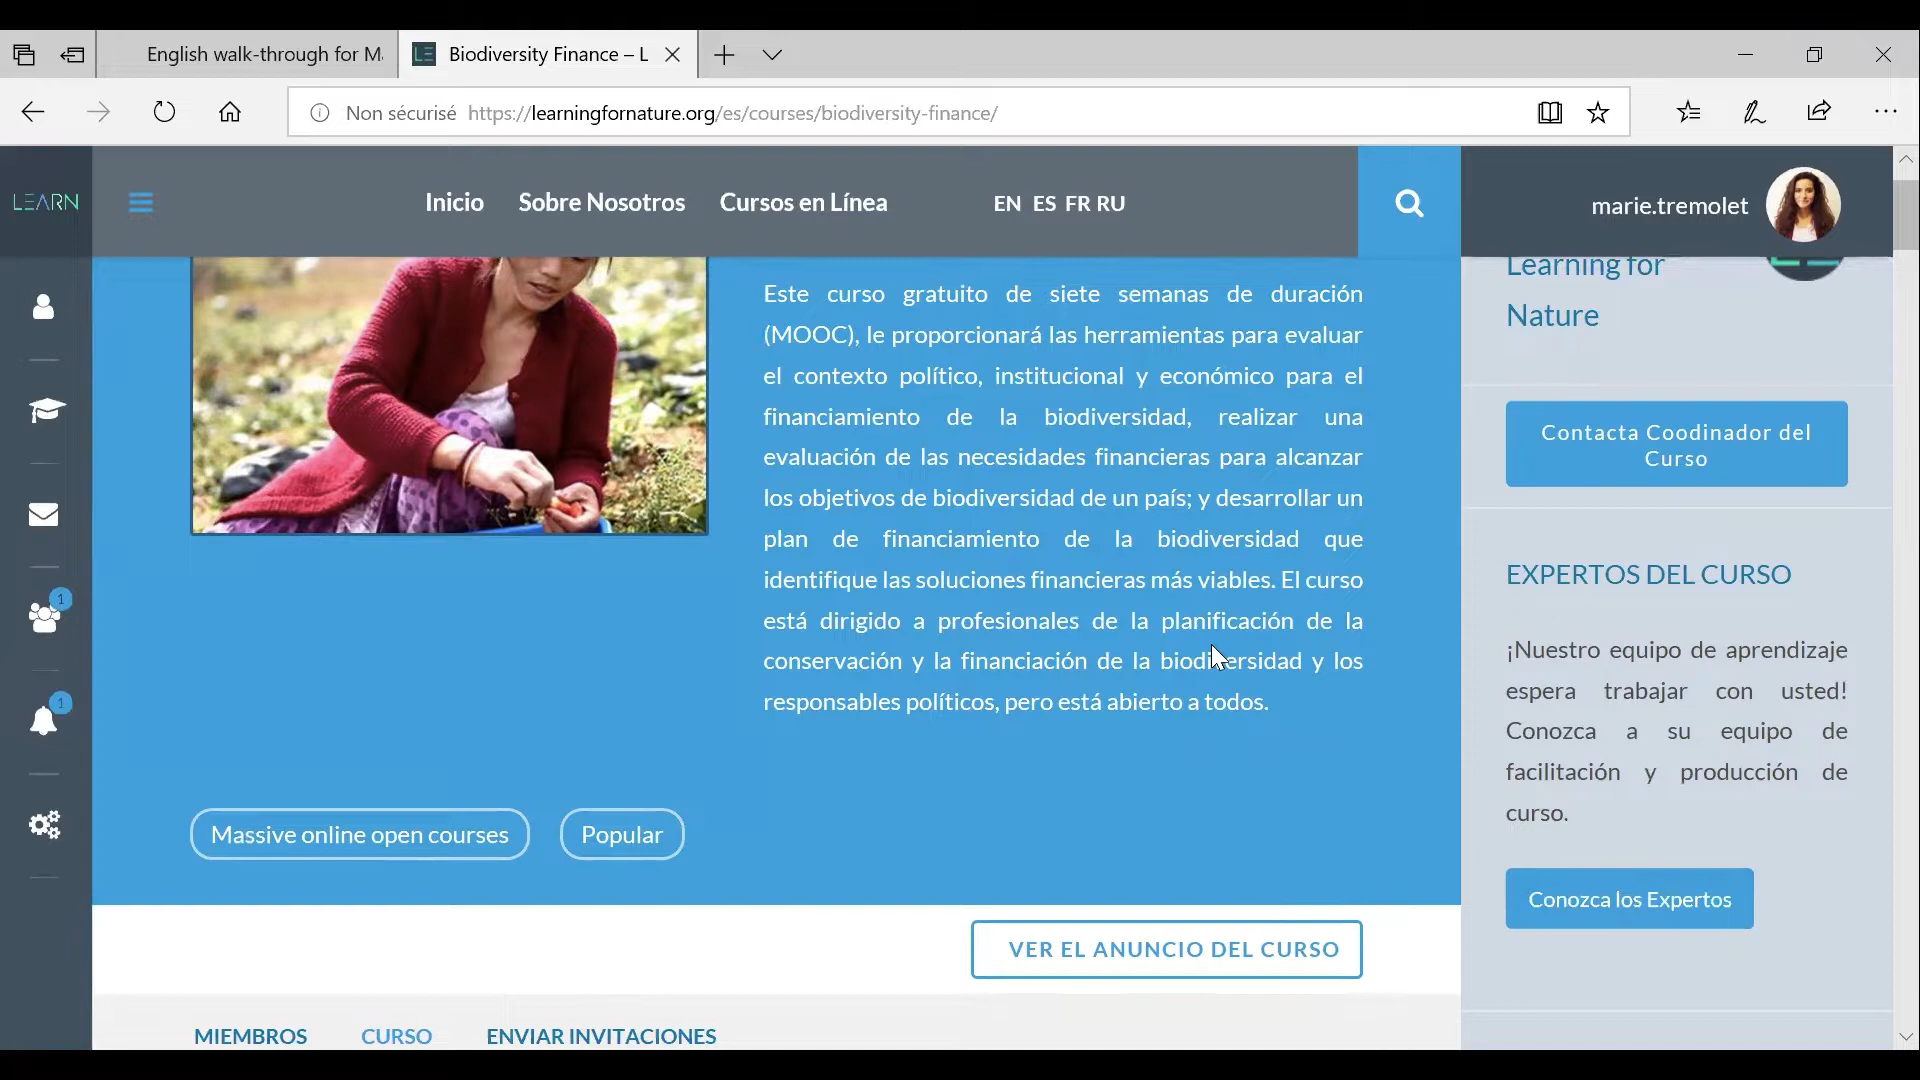 English walk-through for Ma
Biodiversity Finance – L
Non sécurisé https://learningfornature.org/es/courses/biodiversity-finance/
LEARN
Inicio Sobre Nosotros Cursos en Línea EN ES FR RU
marie.tremolet
Este curso gratuito de siete semanas de duración
(MOOC), le proporcionará las herramientas para evaluar
el contexto político, institucional y económico para el
financiamiento de la biodiversidad, realizar una
evaluación de las necesidades financieras para alcanzar
los objetivos de biodiversidad de un país; y desarrollar un
plan de financiamiento de la biodiversidad que
identifique las soluciones financieras más viables. El curso
está dirigido a profesionales de la planificación de la
conservación y la financiación de la biodiversidad y los
responsables políticos, pero está abierto a todos.
Massive online open courses
Popular
VER EL ANUNCIO DEL CURSO
MIEMBROS CURSO ENVIAR INVITACIONES
1
1
Learning for
Nature
Contacta Coodinador del
Curso
EXPERTOS DEL CURSO
¡Nuestro equipo de aprendizaje
espera trabajar con usted!
Conozca a su equipo de
facilitación y producción de
curso.
Conozca los Expertos